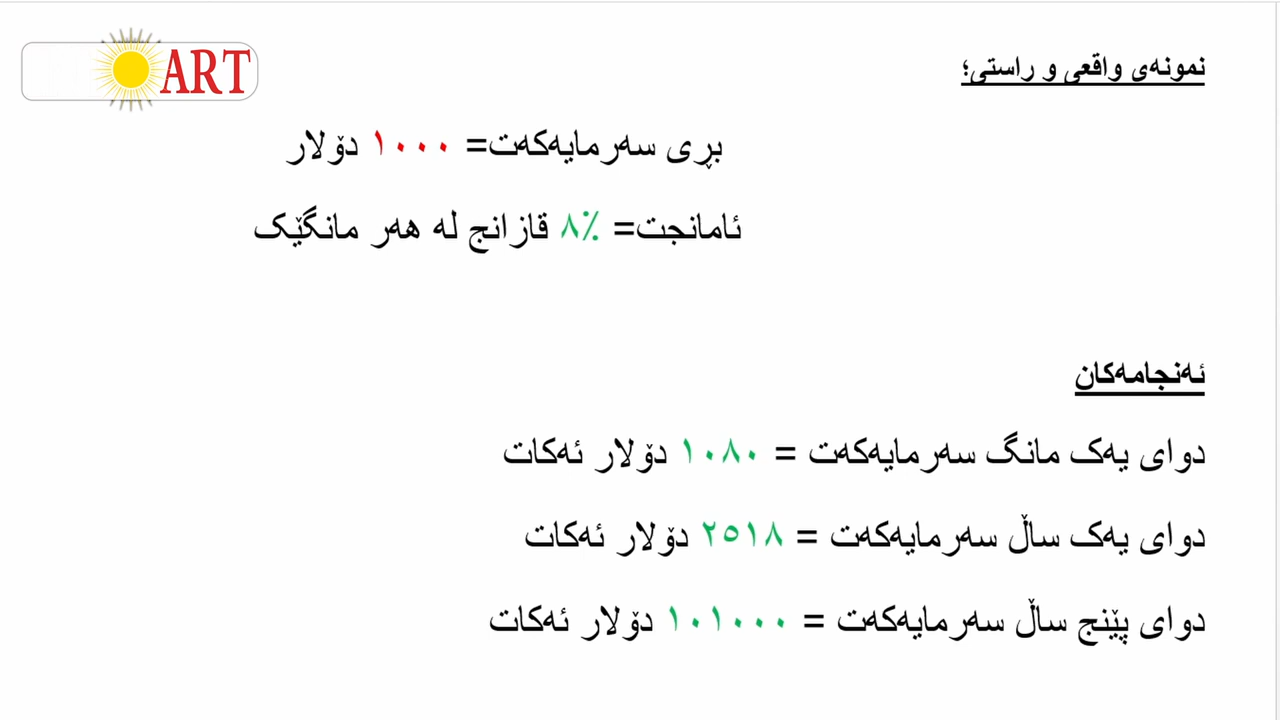 ART
نمونەی واقعی و راستی؛
بڕی سەرمایەکەت= ١٠٠٠ دۆلار
ئامانجت= ٨٪ قازانج لە هەر مانگێک
ئەنجامەکان
دوای یەک مانگ سەرمایەکەت = ١٠٨٠ دۆلار ئەکات
دوای یەک ساڵ سەرمایەکەت = ٢٥١٨ دۆلار ئەکات
دوای پێنج ساڵ سەرمایەکەت = ١٠١٠٠٠ دۆلار ئەکات